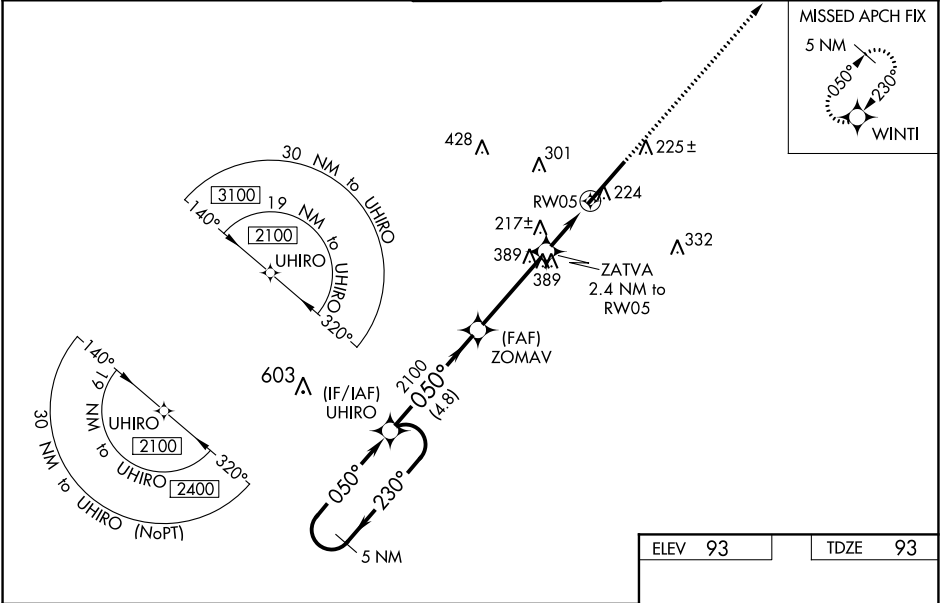 MISSED APCH FIX
5 NM
050°
230°
WINTI
428
301
225±
224
RW05
217±
389
389
332
ZATVA
2.4 NM to
RW05
30 NM to UHIRO
3100
140°
19 NM to UHIRO
2100
UHIRO
320°
(FAF)
ZOMAV
2100
050°
(4.8)
603
(IF/IAF)
UHIRO
050°
230°
5 NM
140°
19 NM to UHIRO
UHIRO
2100
320°
2400
30 NM to UHIRO (NoPT)
ELEV 93
TDZE 93